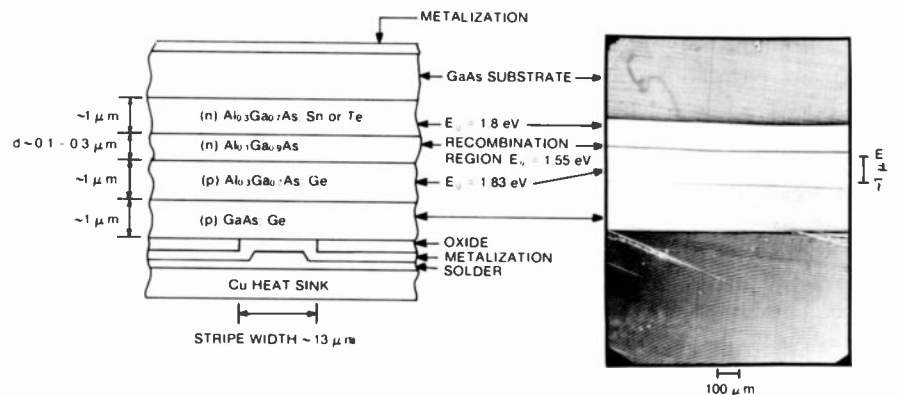 METALIZATION
GaAs SUBSTRATE
~1 μm
(n) Al0.3Ga0.7As Sn or Te
E = 1.8 eV
d ~ 0.1 - 0.3 μm
(n) Al0.1Ga0.9As
RECOMBINATION
REGION E = 1.55 eV
~1 μm
(p) Al0.3Ga0.7As Ge
E = 1.83 eV
~1 μm
(p) GaAs Ge
OXIDE
METALIZATION
SOLDER
Cu HEAT SINK
STRIPE WIDTH ~ 13 μm
1 μm
100 μm